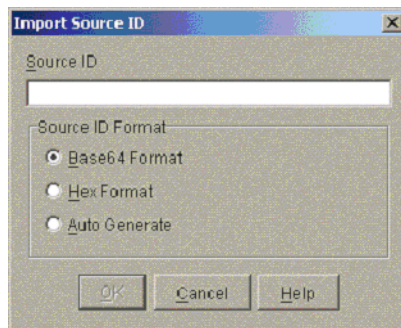 Import Source ID
Source ID
Source ID Format
Base64 Format
Hex Format
Auto Generate
OK Cancel Help